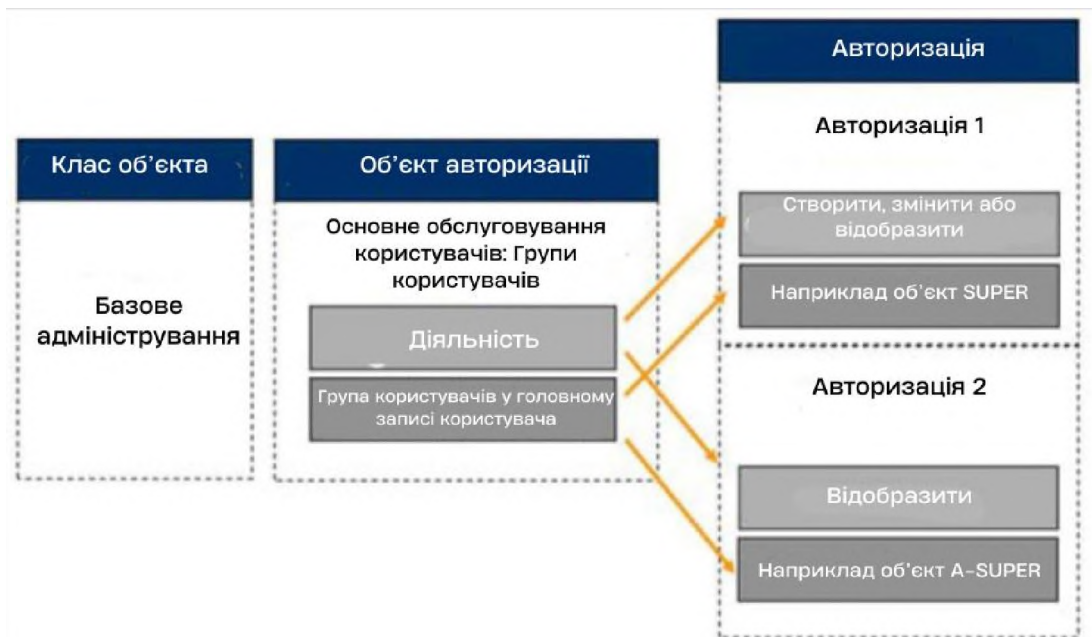 Клас об’єкта
Базове
адміністрування
Об’єкт авторизації
Основне обслуговування
користувачів: Групи
користувачів
Діяльність
Група користувачів у головному
записі користувача
Авторизація
Авторизація 1
Створити, змінити або
відобразити
Наприклад об’єкт SUPER
Авторизація 2
Відобразити
Наприклад об’єкт A-SUPER